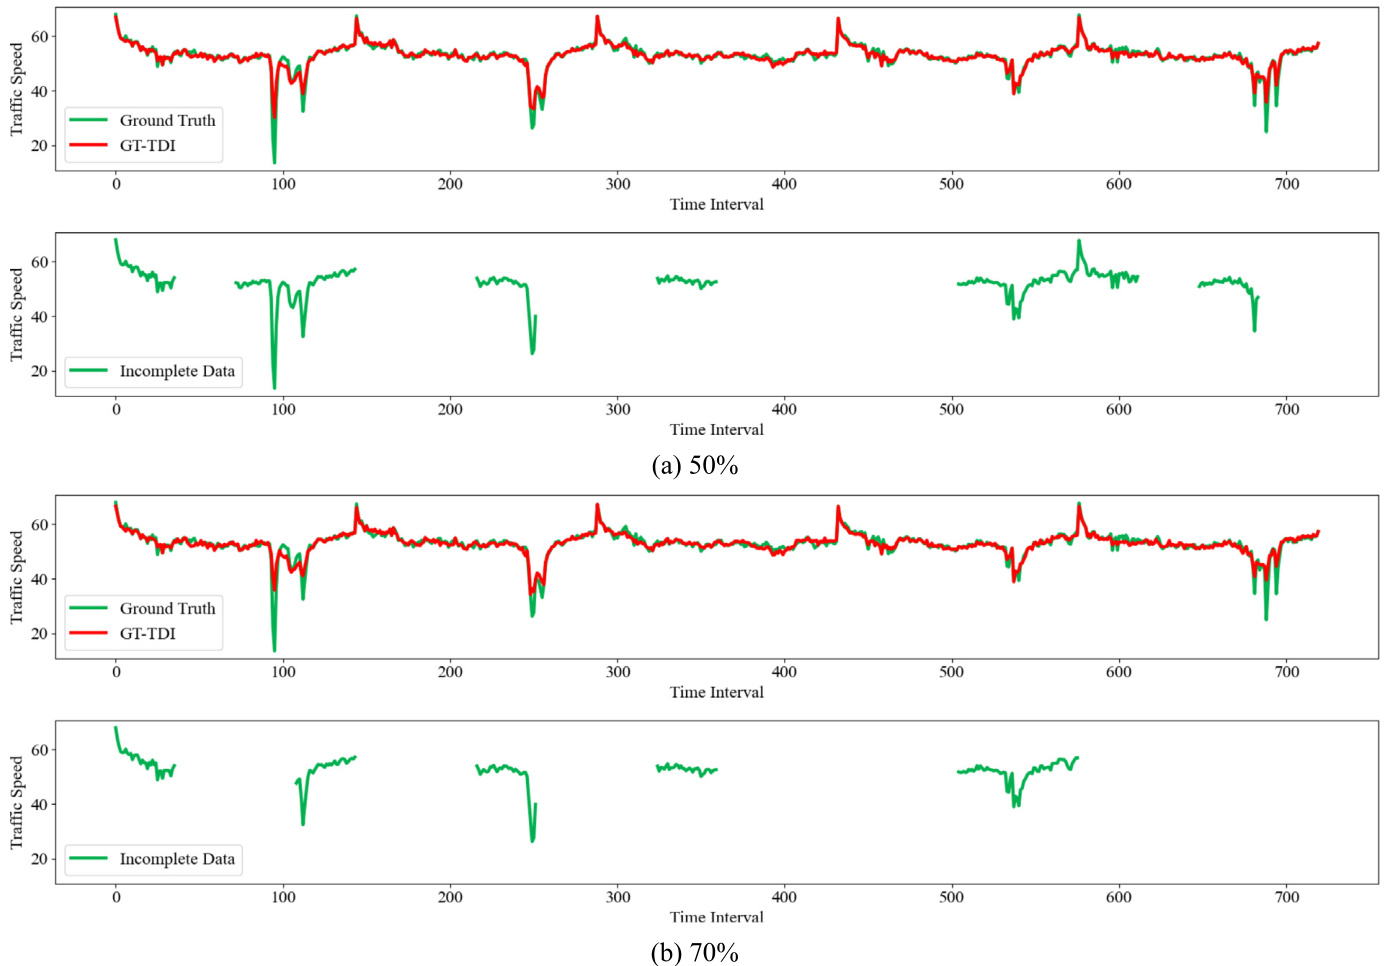 Traffic Speed
60
40
20
Ground Truth
GT-TDI
0 100 200 300 400 500 600 700
Time Interval
Traffic Speed
60
40
20
Incomplete Data
0 100 200 300 400 500 600 700
Time Interval
(a) 50%
Traffic Speed
60
40
20
Ground Truth
GT-TDI
0 100 200 300 400 500 600 700
Time Interval
Traffic Speed
60
40
20
Incomplete Data
0 100 200 300 400 500 600 700
Time Interval
(b) 70%